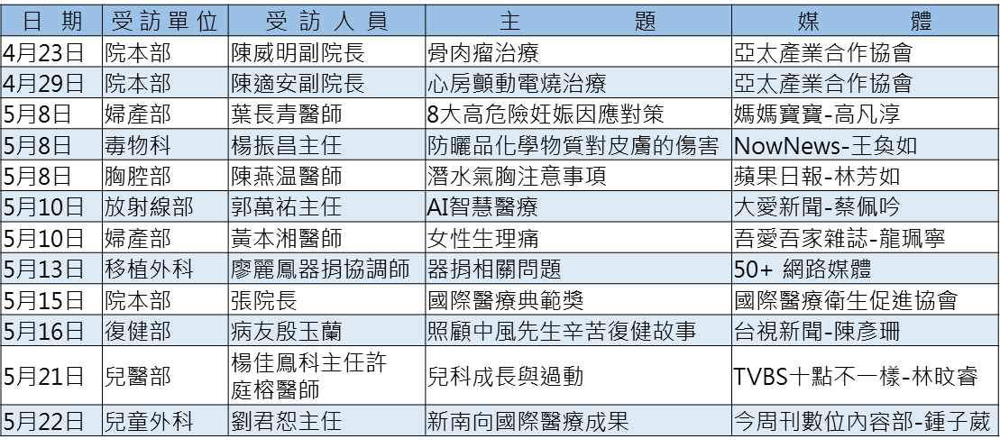 日期 受訪單位 受訪人員 主題 媒體
4月23日 院本部 陳威明副院長 骨肉瘤治療 亞太產業合作協會
4月29日 院本部 陳適安副院長 心房顫動電燒治療 亞太產業合作協會
5月8日 婦產部 葉長青醫師 8大高危險妊娠因應對策 媽媽寶寶-高凡淳
5月8日 毒物科 楊振昌主任 防曬品化學物質對皮膚的傷害 NowNews-王奐如
5月8日 胸腔部 陳燕温醫師 潛水氣胸注意事項 蘋果日報-林芳如
5月10日 放射線部 郭萬祐主任 AI智慧醫療 大愛新聞-蔡佩吟
5月10日 婦產部 黃本湘醫師 女性生理痛 吾愛吾家雜誌-龍珮寧
5月13日 移植外科 廖麗鳳器捐協調師 器捐相關問題 50+ 網路媒體
5月15日 院本部 張院長 國際醫療典範獎 國際醫療衛生促進協會
5月16日 復健部 病友殷玉蘭 照顧中風先生辛苦復健故事 台視新聞-陳彥珊
5月21日 兒醫部 楊佳鳳科主任許 兒科成長與過動 TVBS十點不一樣-林旼睿
庭榕醫師
5月22日 兒童外科 劉君恕主任 新南向國際醫療成果 今周刊數位內容部-鍾子葳